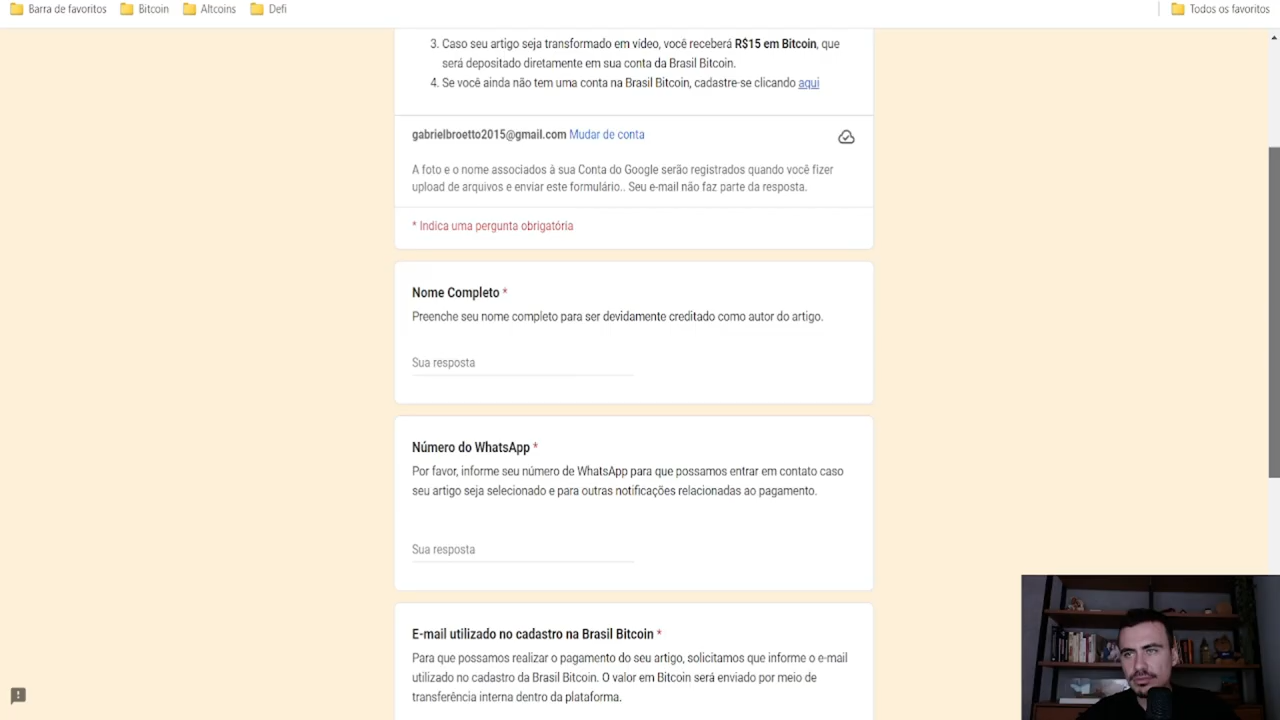 Barra de favoritos Bitcoin Altcoins Defi Todos os favoritos
3. Caso seu artigo seja transformado em vídeo, você receberá R$15 em Bitcoin, que
será depositado diretamente em sua conta da Brasil Bitcoin.
4. Se você ainda não tem uma conta na Brasil Bitcoin, cadastre-se clicando aqui
gabrielbroetto2015@gmail.com Mudar de conta
A foto e o nome associados à sua Conta do Google serão registrados quando você fizer
upload de arquivos e enviar este formulário.. Seu e-mail não faz parte da resposta.
* Indica uma pergunta obrigatória
Nome Completo *
Preenche seu nome completo para ser devidamente creditado como autor do artigo.
Sua resposta
Número do WhatsApp *
Por favor, informe seu número de WhatsApp para que possamos entrar em contato caso
seu artigo seja selecionado e para outras notificações relacionadas ao pagamento.
Sua resposta
E-mail utilizado no cadastro na Brasil Bitcoin *
Para que possamos realizar o pagamento do seu artigo, solicitamos que informe o e-mail
utilizado no cadastro da Brasil Bitcoin. O valor em Bitcoin será enviado por meio de
transferência interna dentro da plataforma.